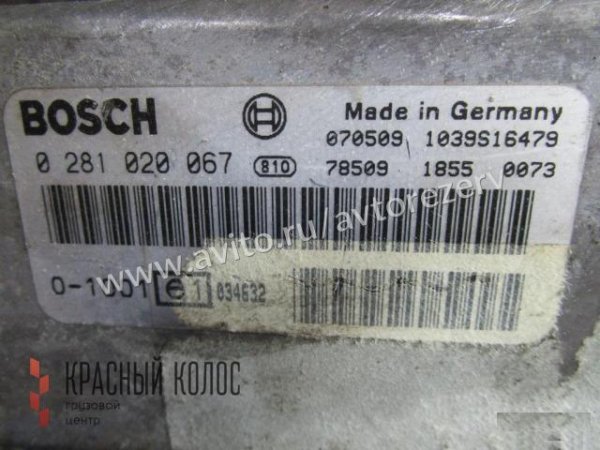 BOSCH
Made in Germany
070509 1039S16479
0 281 020 067 810 78509 1855 0073
www.avito.ru/avtorezerv
e1 034632
КРАСНЫЙ КОЛОС
грузовой
центр